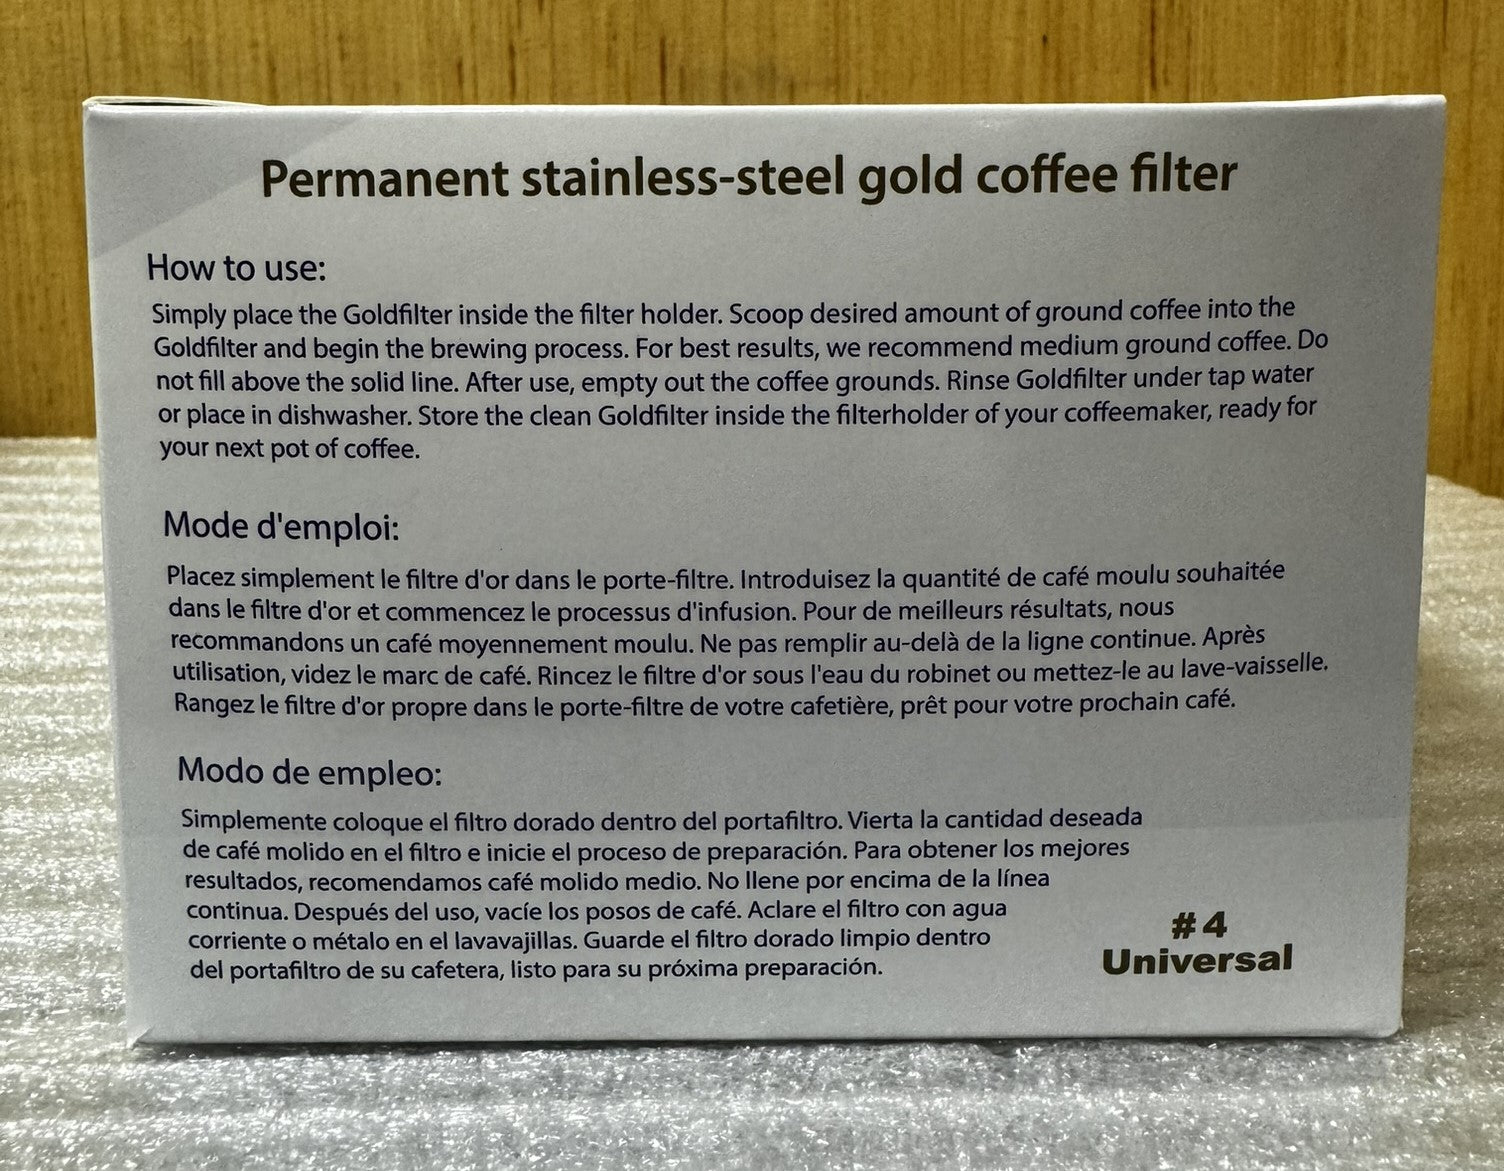 Permanent stainless-steel gold coffee filter
How to use:
Simply place the Goldfilter inside the filter holder. Scoop desired amount of ground coffee into the
Goldfilter and begin the brewing process. For best results, we recommend medium ground coffee. Do
not fill above the solid line. After use, empty out the coffee grounds. Rinse Goldfilter under tap water
or place in dishwasher. Store the clean Goldfilter inside the filterholder of your coffeemaker, ready for
your next pot of coffee.
Mode d'emploi:
Placez simplement le filtre d'or dans le porte-filtre. Introduisez la quantité de café moulu souhaitée
dans le filtre d'or et commencez le processus d'infusion. Pour de meilleurs résultats, nous
recommandons un café moyennement moulu. Ne pas remplir au-delà de la ligne continue. Après
utilisation, videz le marc de café. Rincez le filtre d'or sous l'eau du robinet ou mettez-le au lave-vaisselle.
Rangez le filtre d'or propre dans le porte-filtre de votre cafetière, prêt pour votre prochain café.
Modo de empleo:
Simplemente coloque el filtro dorado dentro del portafiltro. Vierta la cantidad deseada
de café molido en el filtro e inicie el proceso de preparación. Para obtener los mejores
resultados, recomendamos café molido medio. No llene por encima de la línea
continua. Después del uso, vacíe los posos de café. Aclare el filtro con agua
corriente o métalo en el lavavajillas. Guarde el filtro dorado limpio dentro
del portafiltro de su cafetera, listo para su próxima preparación.
#4
Universal